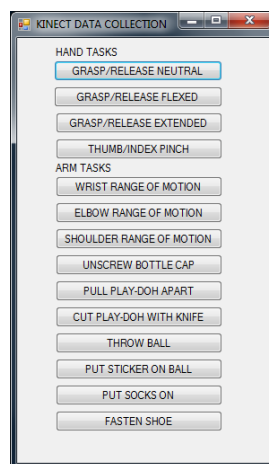 KINECT DATA COLLECTION
HAND TASKS
GRASP/RELEASE NEUTRAL
GRASP/RELEASE FLEXED
GRASP/RELEASE EXTENDED
THUMB/INDEX PINCH
ARM TASKS
WRIST RANGE OF MOTION
ELBOW RANGE OF MOTION
SHOULDER RANGE OF MOTION
UNSCREW BOTTLE CAP
PULL PLAY-DOH APART
CUT PLAY-DOH WITH KNIFE
THROW BALL
PUT STICKER ON BALL
PUT SOCKS ON
FASTEN SHOE